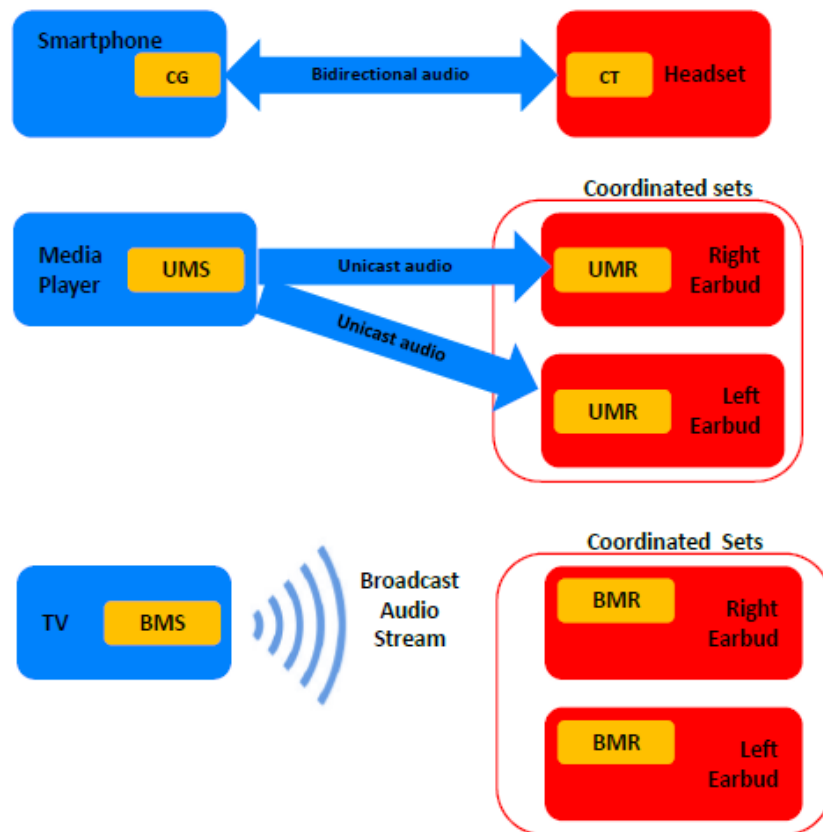 Smartphone
CG
Bidirectional audio
CT
Headset
Coordinated sets
Media
Player
UMS
Unicast audio
Unicast audio
UMR
Right
Earbud
UMR
Left
Earbud
Coordinated Sets
TV
BMS
Broadcast
Audio
Stream
BMR
Right
Earbud
BMR
Left
Earbud